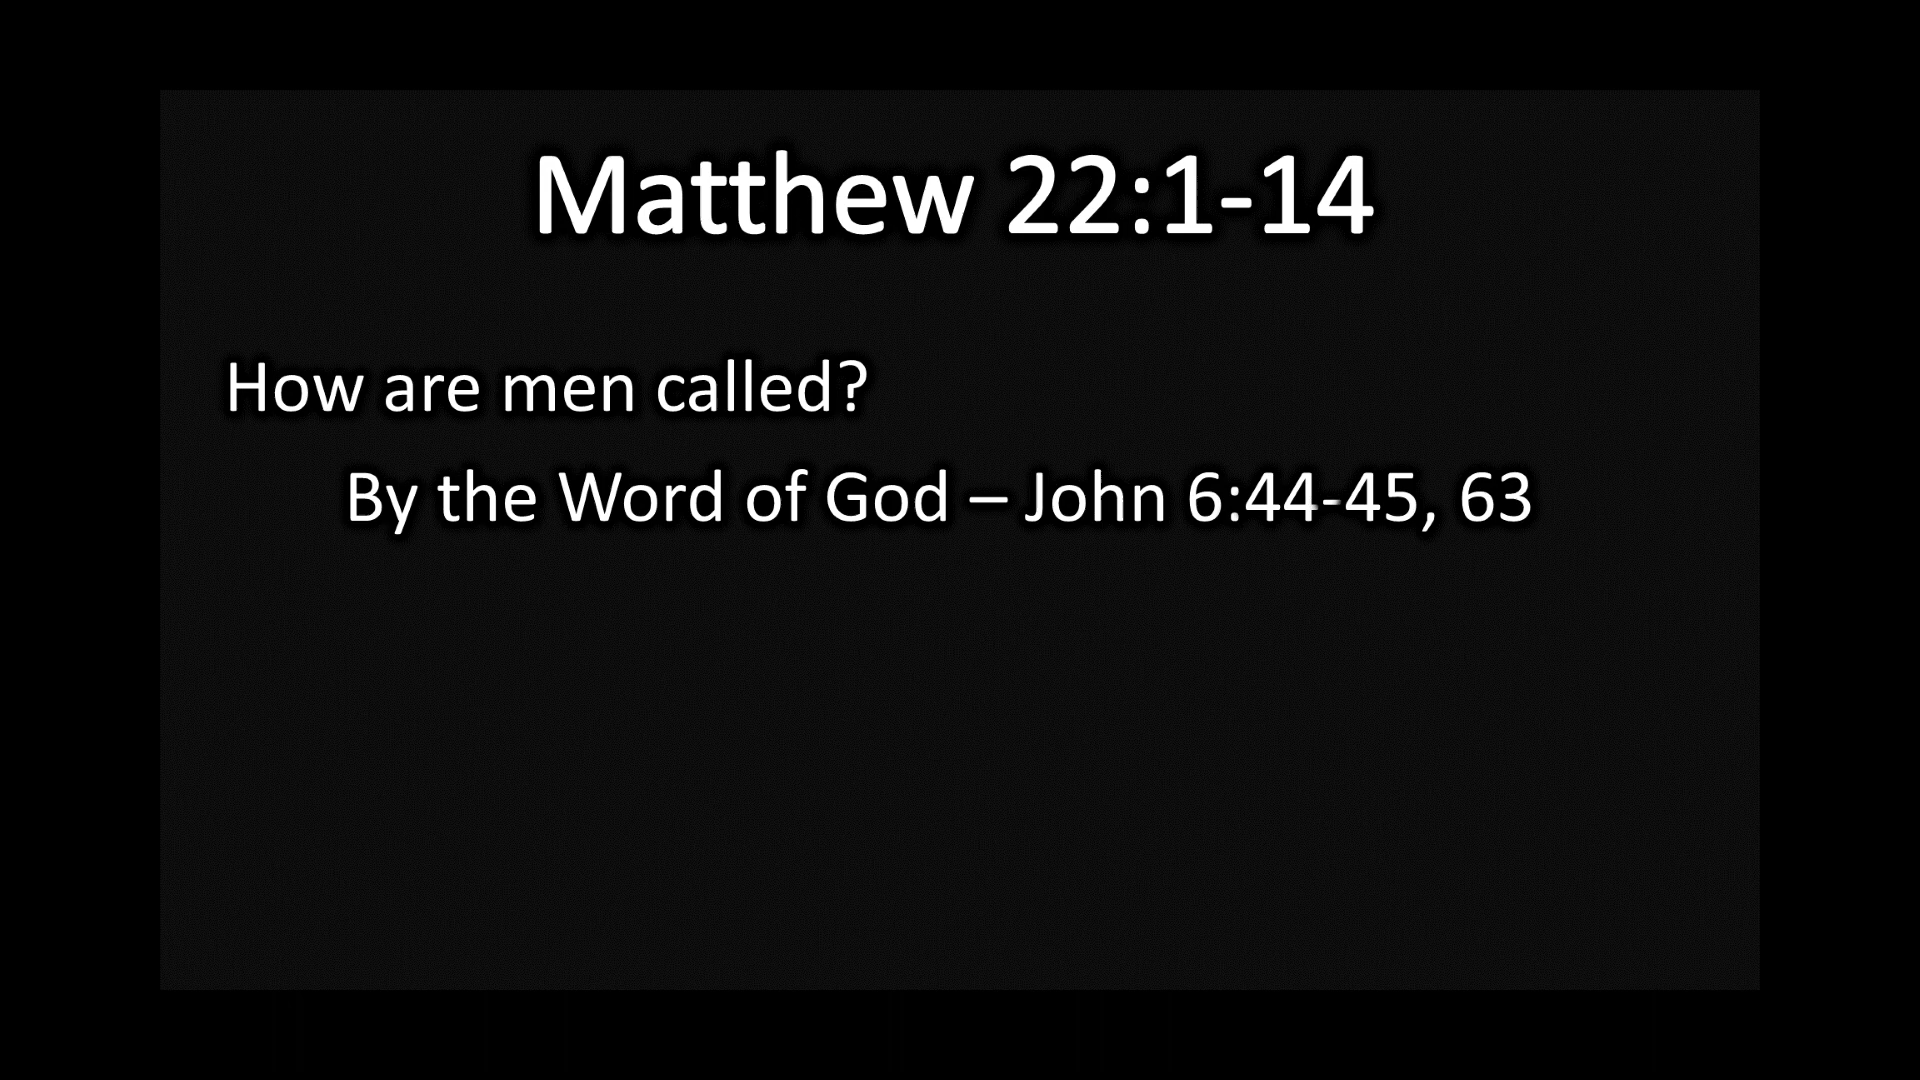 Matthew 22:1-14
How are men called?
By the Word of God – John 6:44-45, 63